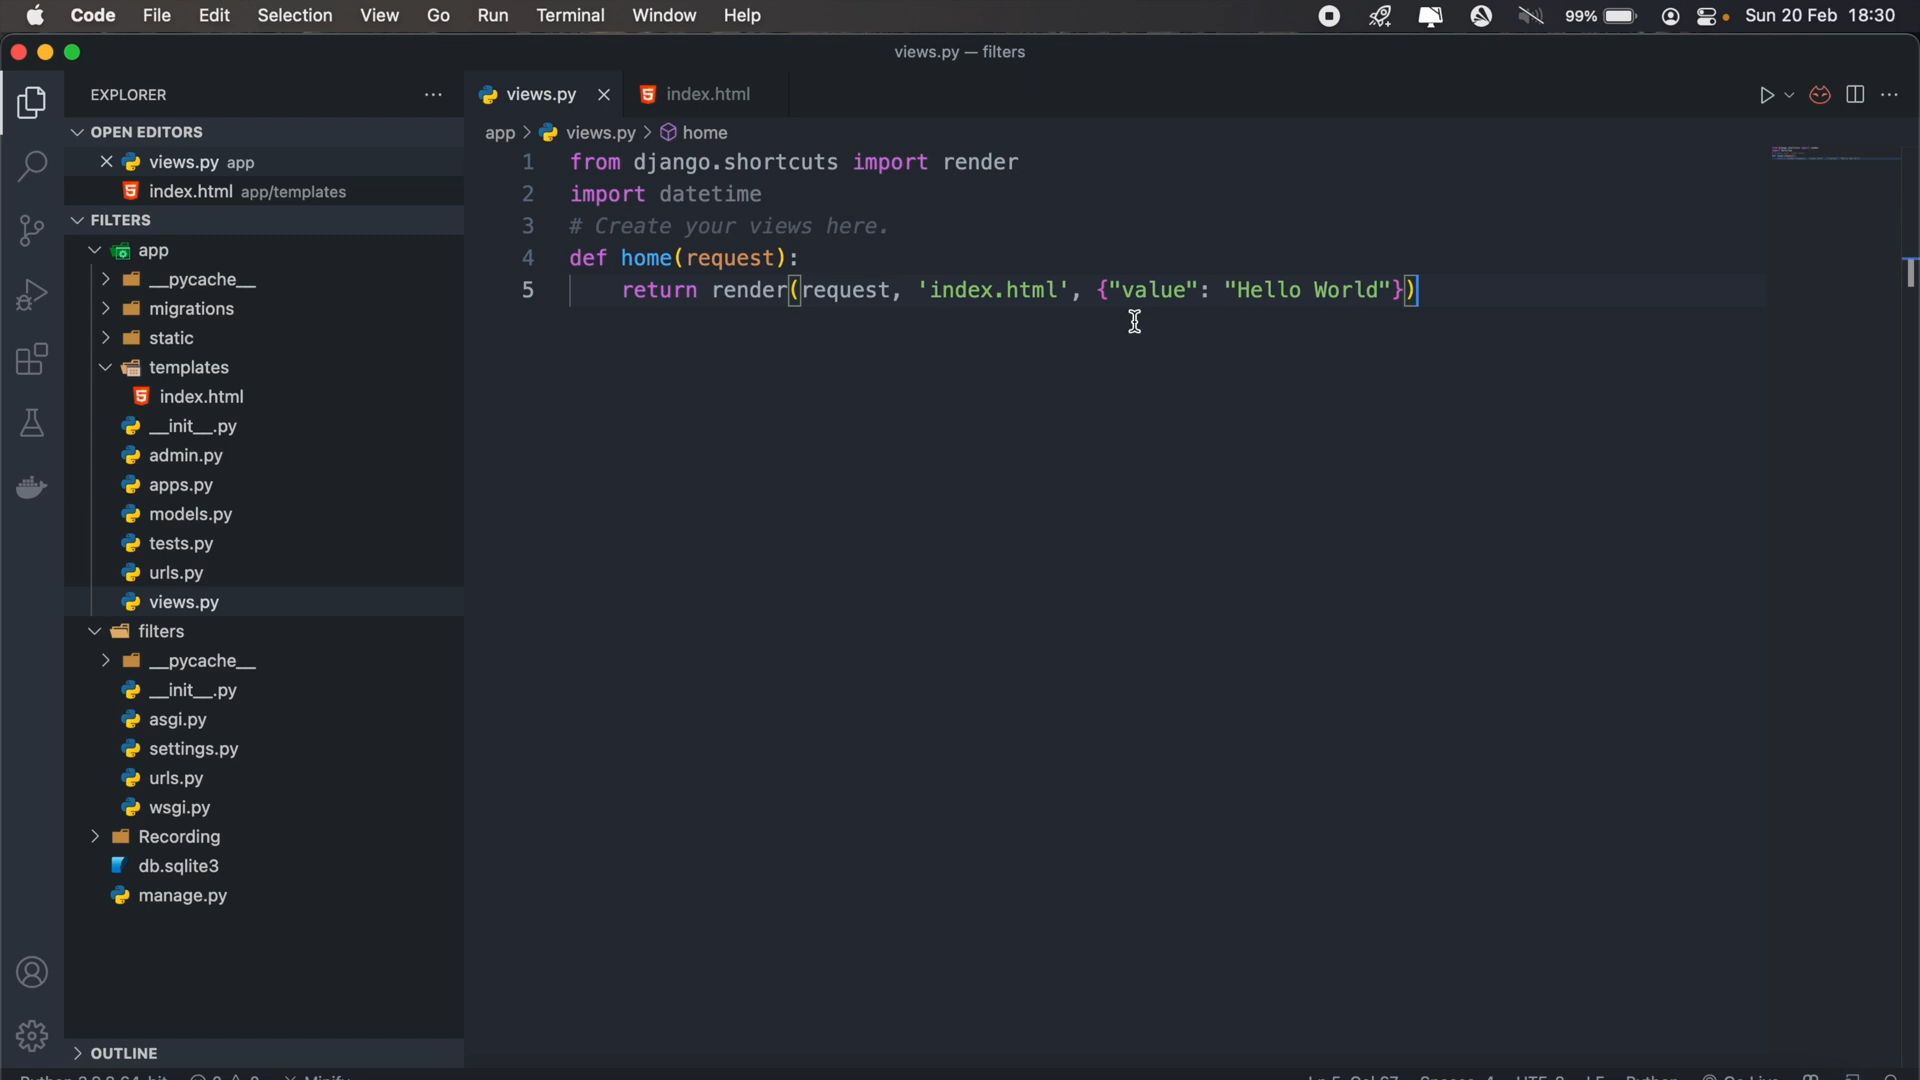 Code File Edit Selection View Go Run Terminal Window Help 99% Sun 20 Feb 18:30
views.py — filters
EXPLORER
views.py index.html
OPEN EDITORS
app > views.py > home
views.py app
index.html app/templates
1 from django.shortcuts import render
2 import datetime
3 # Create your views here.
4 def home(request):
5 return render(request, 'index.html', {"value": "Hello World"})
FILTERS
app
__pycache__
migrations
static
templates
index.html
__init__.py
admin.py
apps.py
models.py
tests.py
urls.py
views.py
filters
__pycache__
__init__.py
asgi.py
settings.py
urls.py
wsgi.py
Recording
db.sqlite3
manage.py
OUTLINE